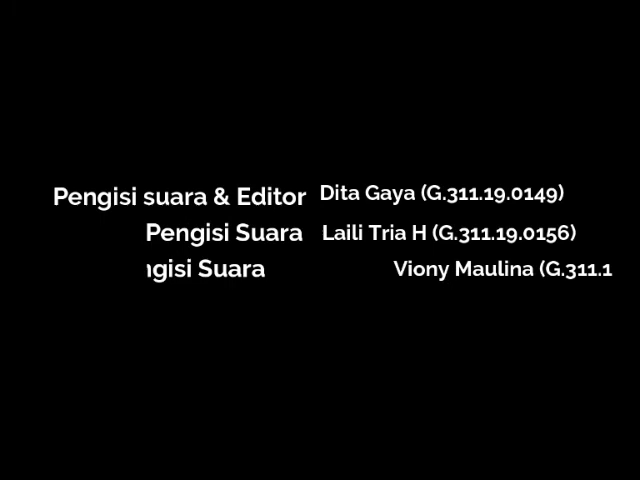 Pengisi suara & Editor Dita Gaya (G.311.19.0149)
Pengisi Suara Laili Tria H (G.311.19.0156)
ngisi Suara Viony Maulina (G.311.1